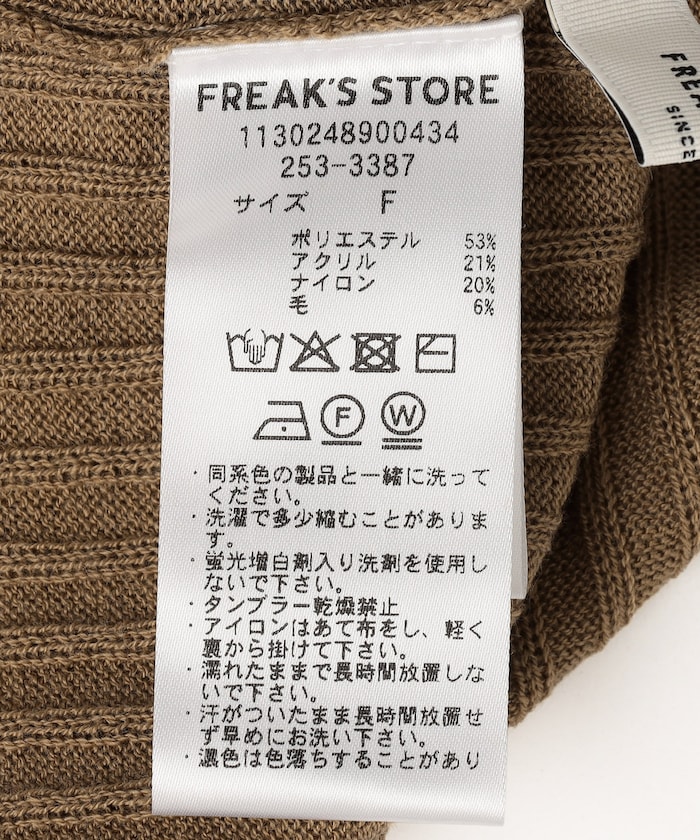 FREAK'S STORE
1130248900434
253-3387
サイズ F
ポリエステル 53%
アクリル 21%
ナイロン 20%
毛 6%
F W
・同系色の製品と一緒に洗って
ください。
・洗濯で多少縮むことがありま
す。
・蛍光増白剤入り洗剤を使用し
ないで下さい。
・タンブラー乾燥禁止
・アイロンはあて布をし、軽く
裏から掛けて下さい。
・濡れたままで長時間放置しな
いで下さい。
・汗がついたまま長時間放置せ
ず早めにお洗い下さい。
・濃色は色落ちすることがあり
FREA
SINCE